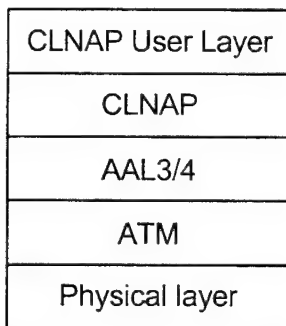 CLNAP User Layer
CLNAP
AAL3/4
ATM
Physical layer